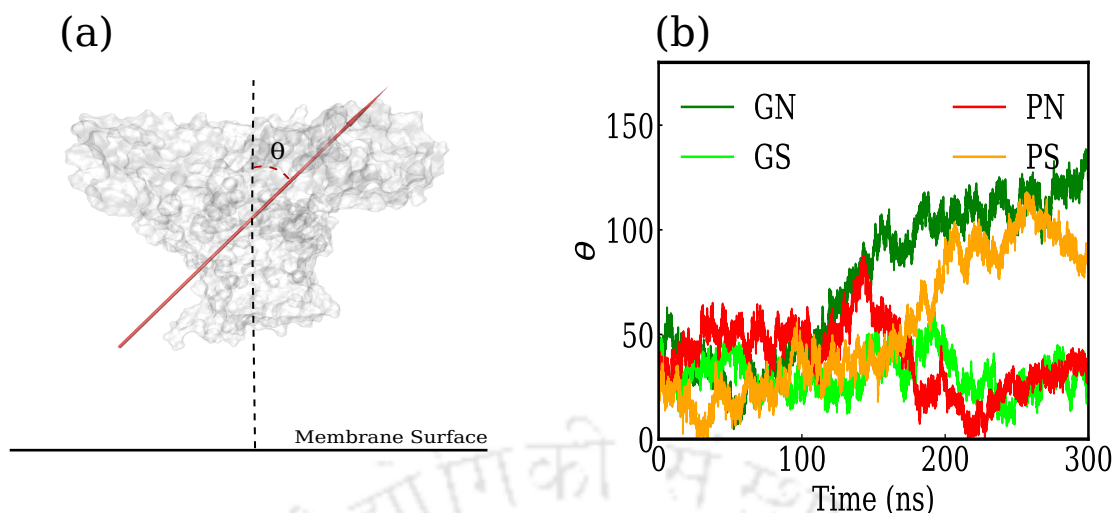 (a)
θ
Membrane Surface
(b)
GN PN
GS PS
150
100
50
0
θ
0 100 200 300
Time (ns)